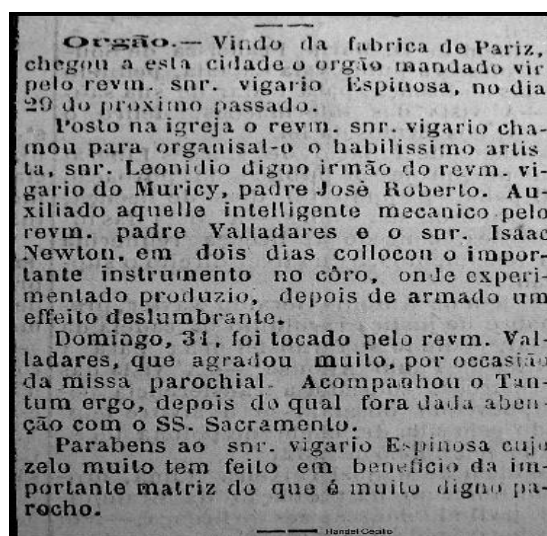 Orgão.— Vindo da fabrica de Pariz,
chegou a esta cidade o orgão mandado vir
pelo revm. snr. vigario Espinosa, no dia
29 do proximo passado.
Posto na igreja o revm. snr. vigario cha-
mou para organisal-o o habilissimo artis
ta, snr. Leonidio digno irmão do revm. vi-
gario do Muricy, padre José Roberto. Au-
xiliado aquelle intelligente mecanico pelo
revm. padre Valladares e o snr. Isaac
Newton, em dois dias collocou o impor-
tante instrumento no côro, onde experi-
mentado produzio, depois de armado um
effeito deslumbrante.
Domingo, 31, foi tocado pelo revm. Val-
ladares, que agradou muito, por occasião
da missa parochial. Acompanhou o Tan-
tum ergo, depois do qual fora dada aben-
ção com o SS. Sacramento.
Parabens ao snr. vigario Espinosa cujo
zelo muito tem feito em beneficio da im-
portante matriz de que é muito digno pa-
rocho.
Handel Cecilio